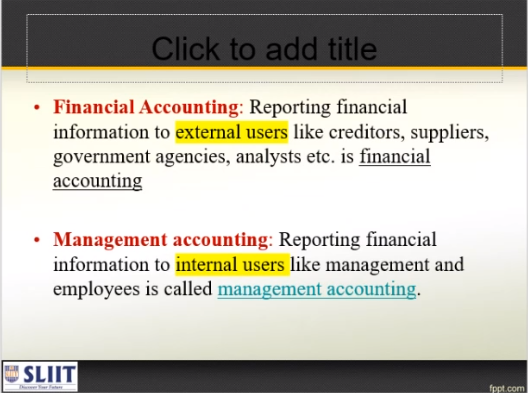 Click to add title
• Financial Accounting: Reporting financial
information to external users like creditors, suppliers,
government agencies, analysts etc. is financial
accounting
• Management accounting: Reporting financial
information to internal users like management and
employees is called management accounting.
SLIIT
Discover Your Future
fppt.com